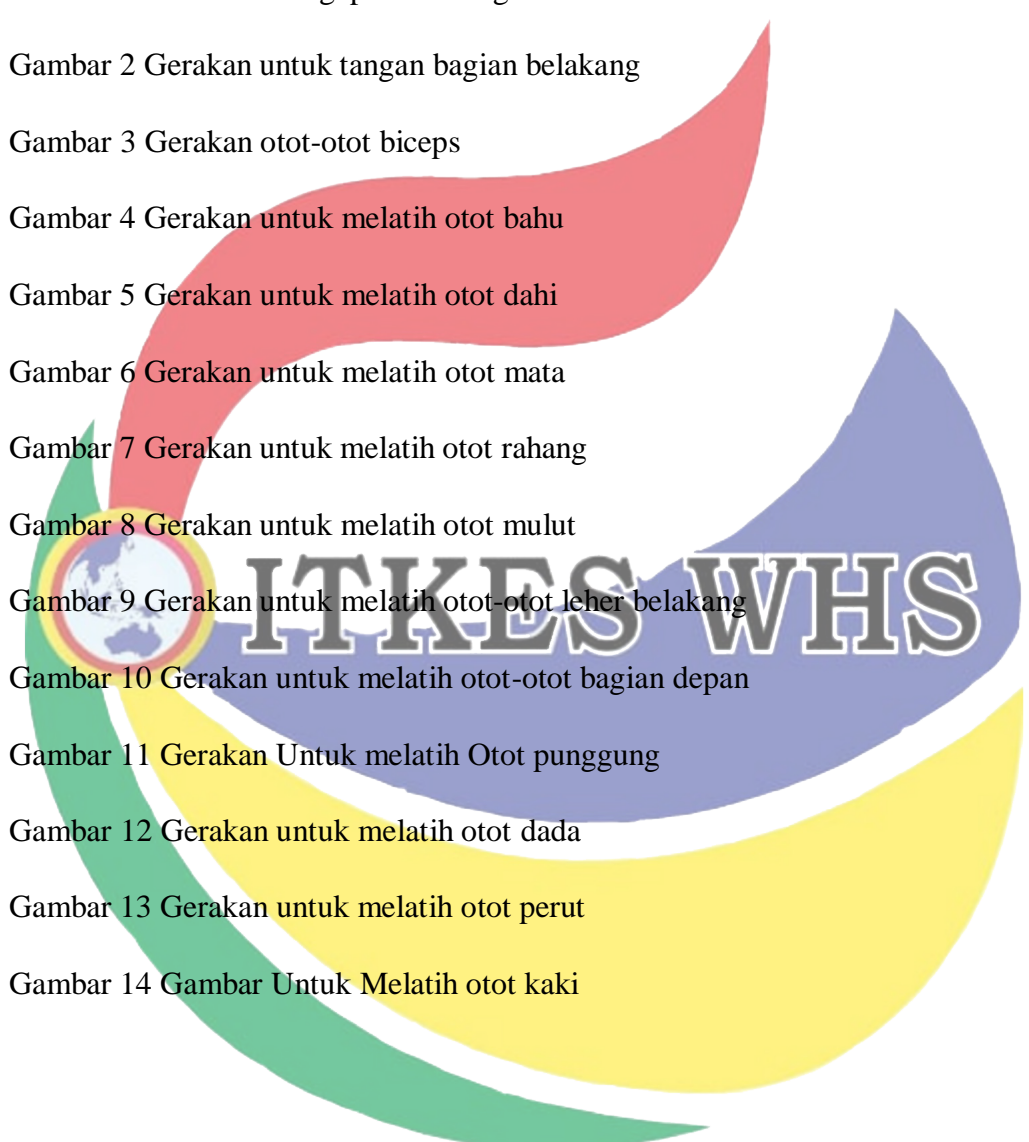 Gambar 2 Gerakan untuk tangan bagian belakang
Gambar 3 Gerakan otot-otot biceps
Gambar 4 Gerakan untuk melatih otot bahu
Gambar 5 Gerakan untuk melatih otot dahi
Gambar 6 Gerakan untuk melatih otot mata
Gambar 7 Gerakan untuk melatih otot rahang
Gambar 8 Gerakan untuk melatih otot mulut
ITKES WHS
Gambar 9 Gerakan untuk melatih otot-otot leher belakang
Gambar 10 Gerakan untuk melatih otot-otot bagian depan
Gambar 11 Gerakan Untuk melatih Otot punggung
Gambar 12 Gerakan untuk melatih otot dada
Gambar 13 Gerakan untuk melatih otot perut
Gambar 14 Gambar Untuk Melatih otot kaki